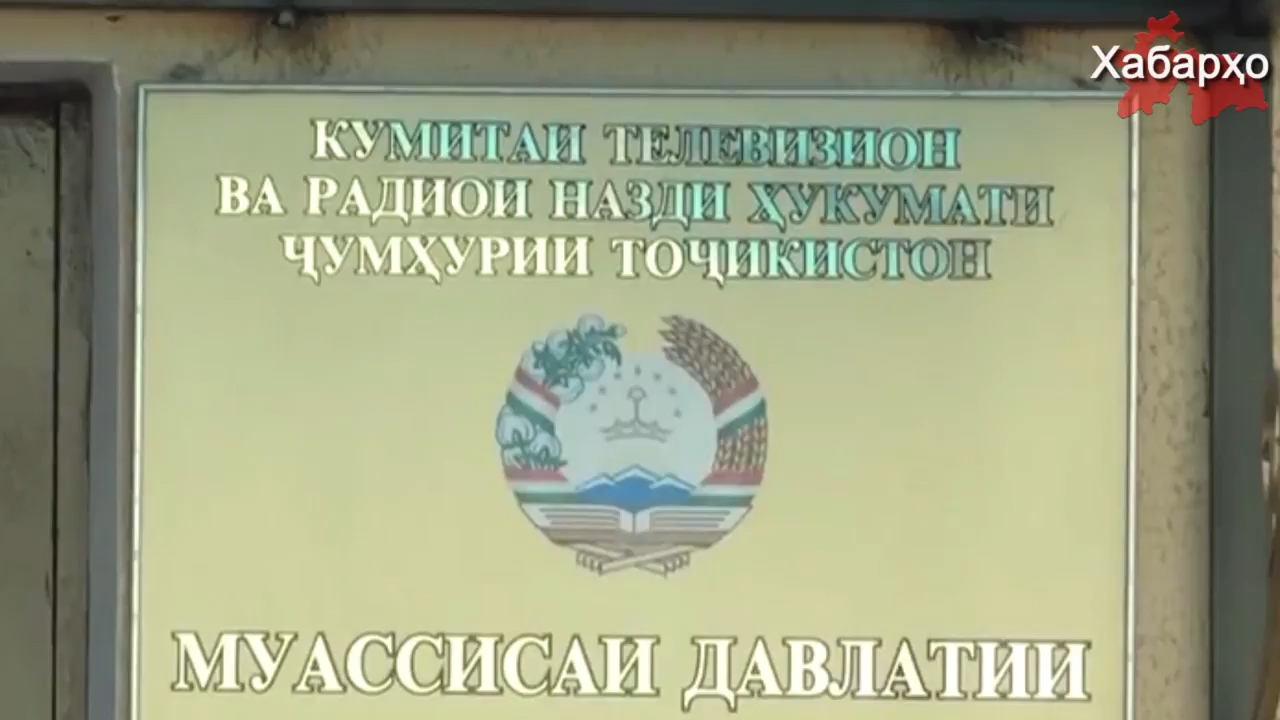 Хабарҳо
КУМИТАИ ТЕЛЕВИЗИОН
ВА РАДИОИ НАЗДИ ҲУКУМАТИ
ҶУМҲУРИИ ТОҶИКИСТОН
МУАССИСАИ ДАВЛАТИИ